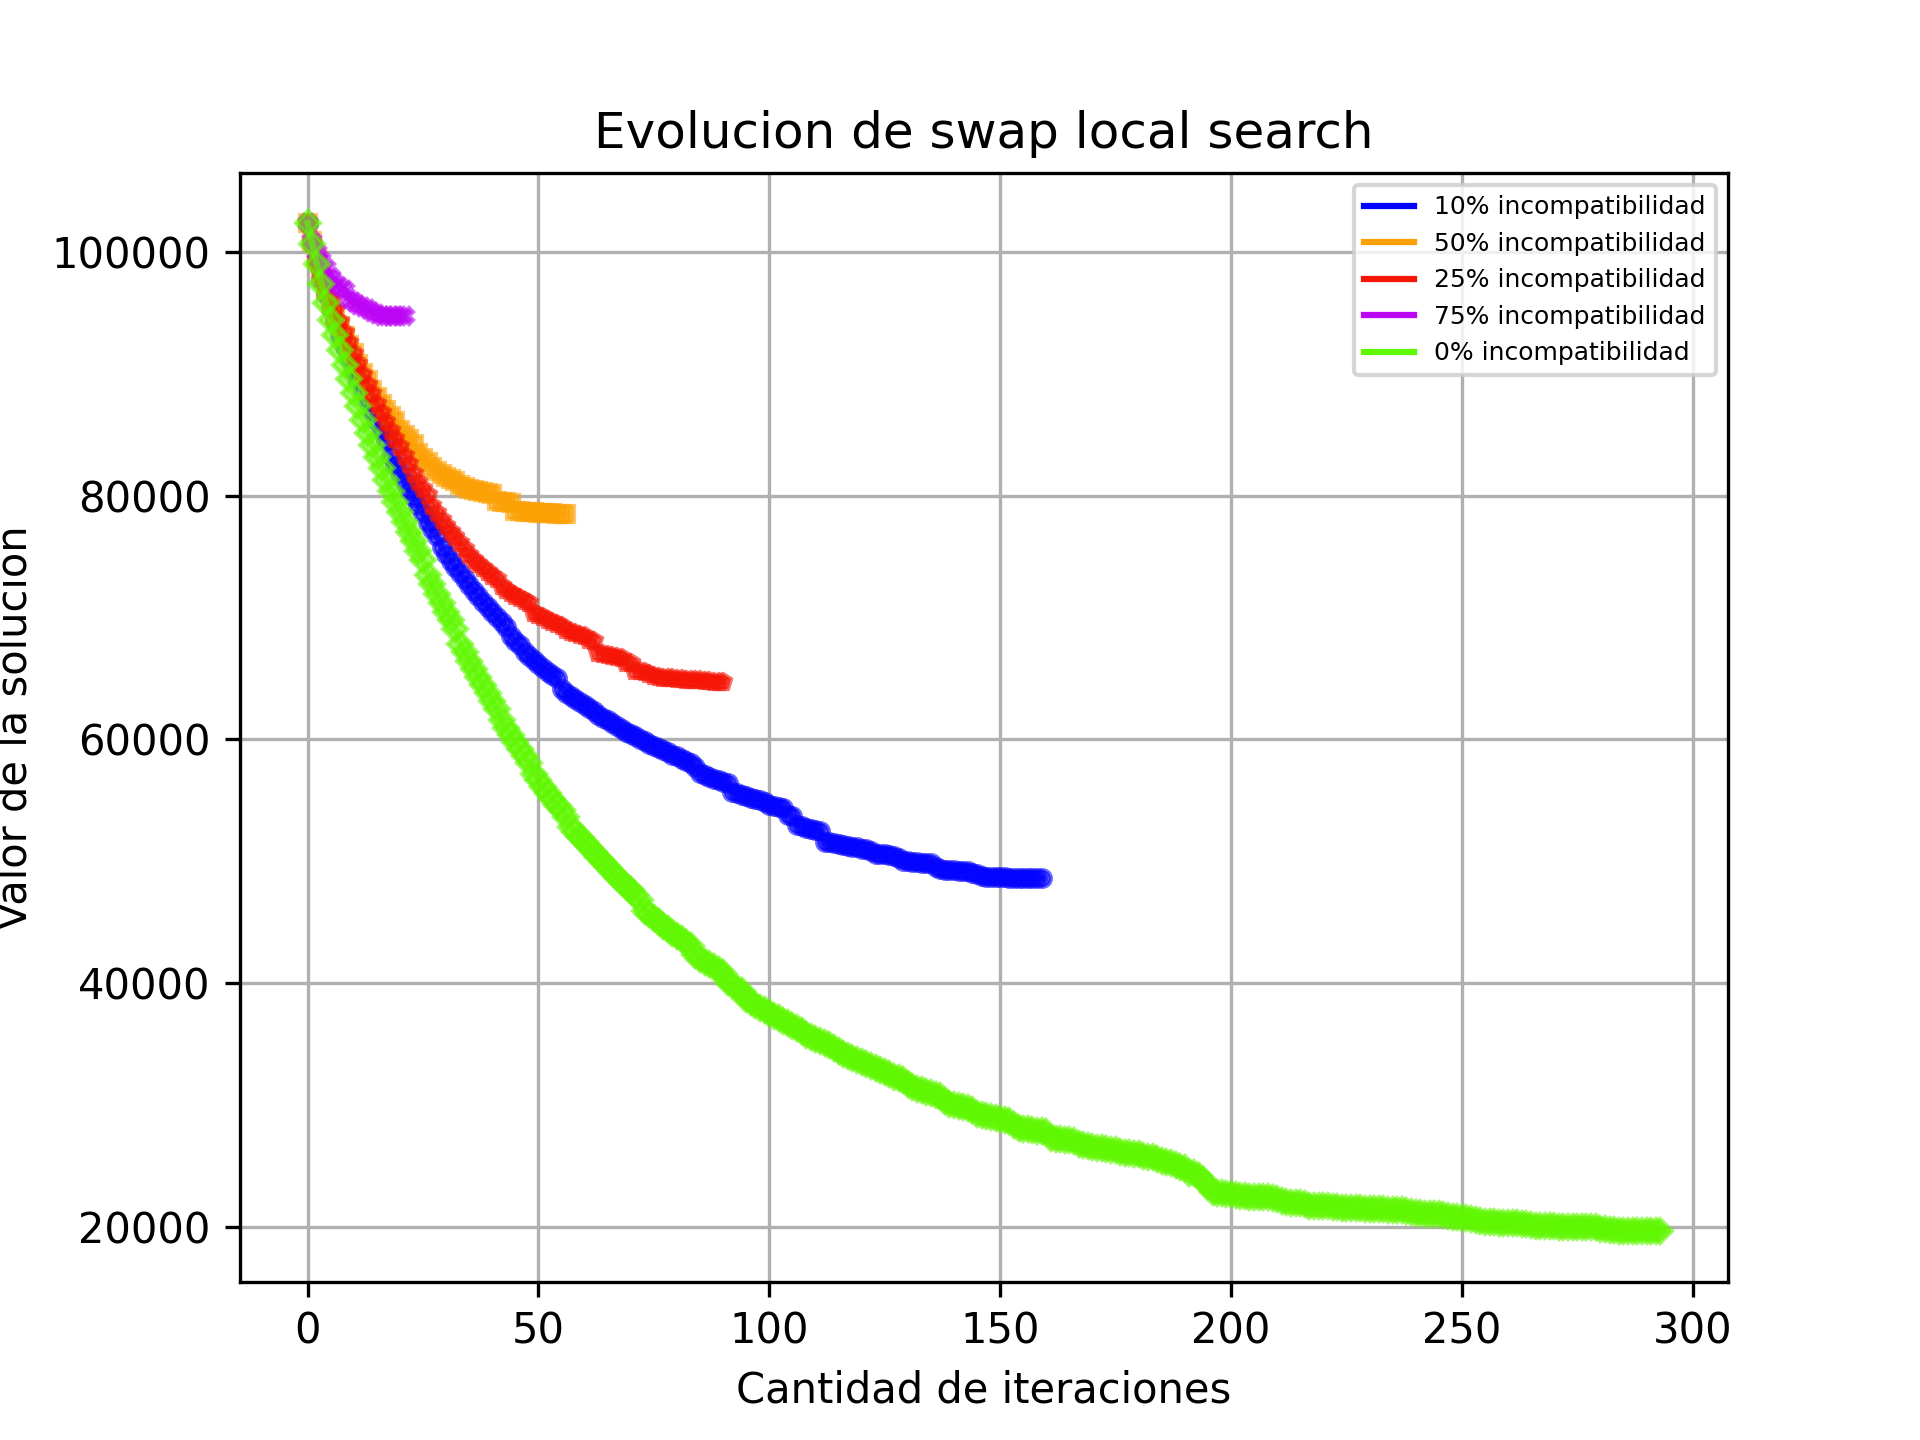 Evolucion de swap local search
10% incompatibilidad
50% incompatibilidad
25% incompatibilidad
75% incompatibilidad
0% incompatibilidad
Valor de la solucion
100000
80000
60000
40000
20000
0 50 100 150 200 250 300
Cantidad de iteraciones